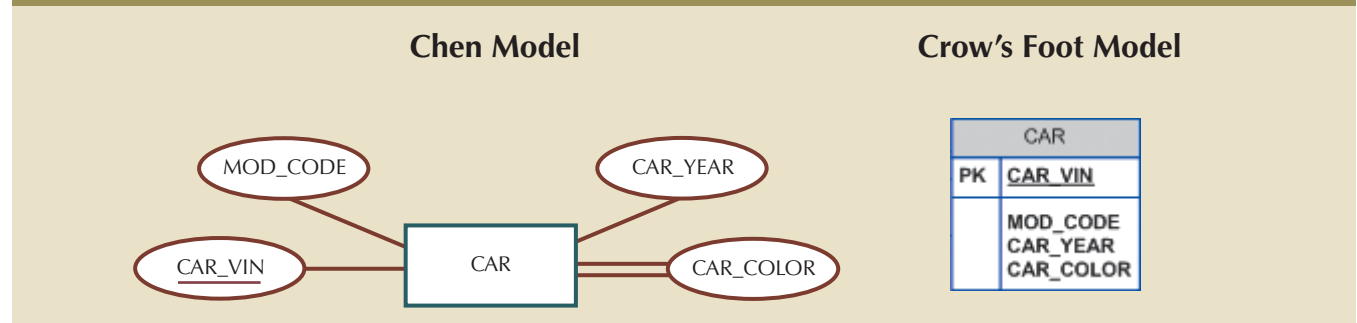 Chen Model
Crow’s Foot Model
MOD_CODE
CAR_YEAR
CAR_VIN
CAR
CAR_COLOR
CAR
PK CAR_VIN
MOD_CODE
CAR_YEAR
CAR_COLOR